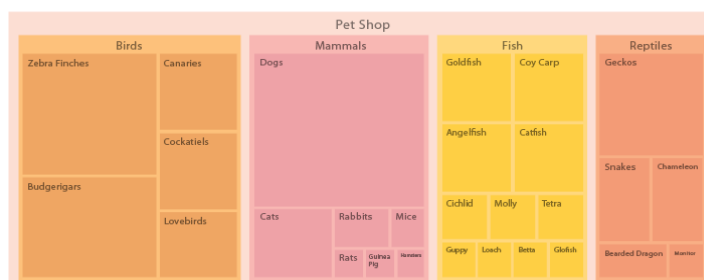 Pet Shop
Birds
Zebra Finches
Canaries
Cockatiels
Budgerigars
Lovebirds
Mammals
Dogs
Cats
Rabbits
Mice
Rats
Guinea
Pig
Hamsters
Fish
Goldfish
Coy Carp
Angelfish
Catfish
Cichlid
Molly
Tetra
Guppy
Loach
Betta
Glofish
Reptiles
Geckos
Snakes
Chameleon
Bearded Dragon
Monitor